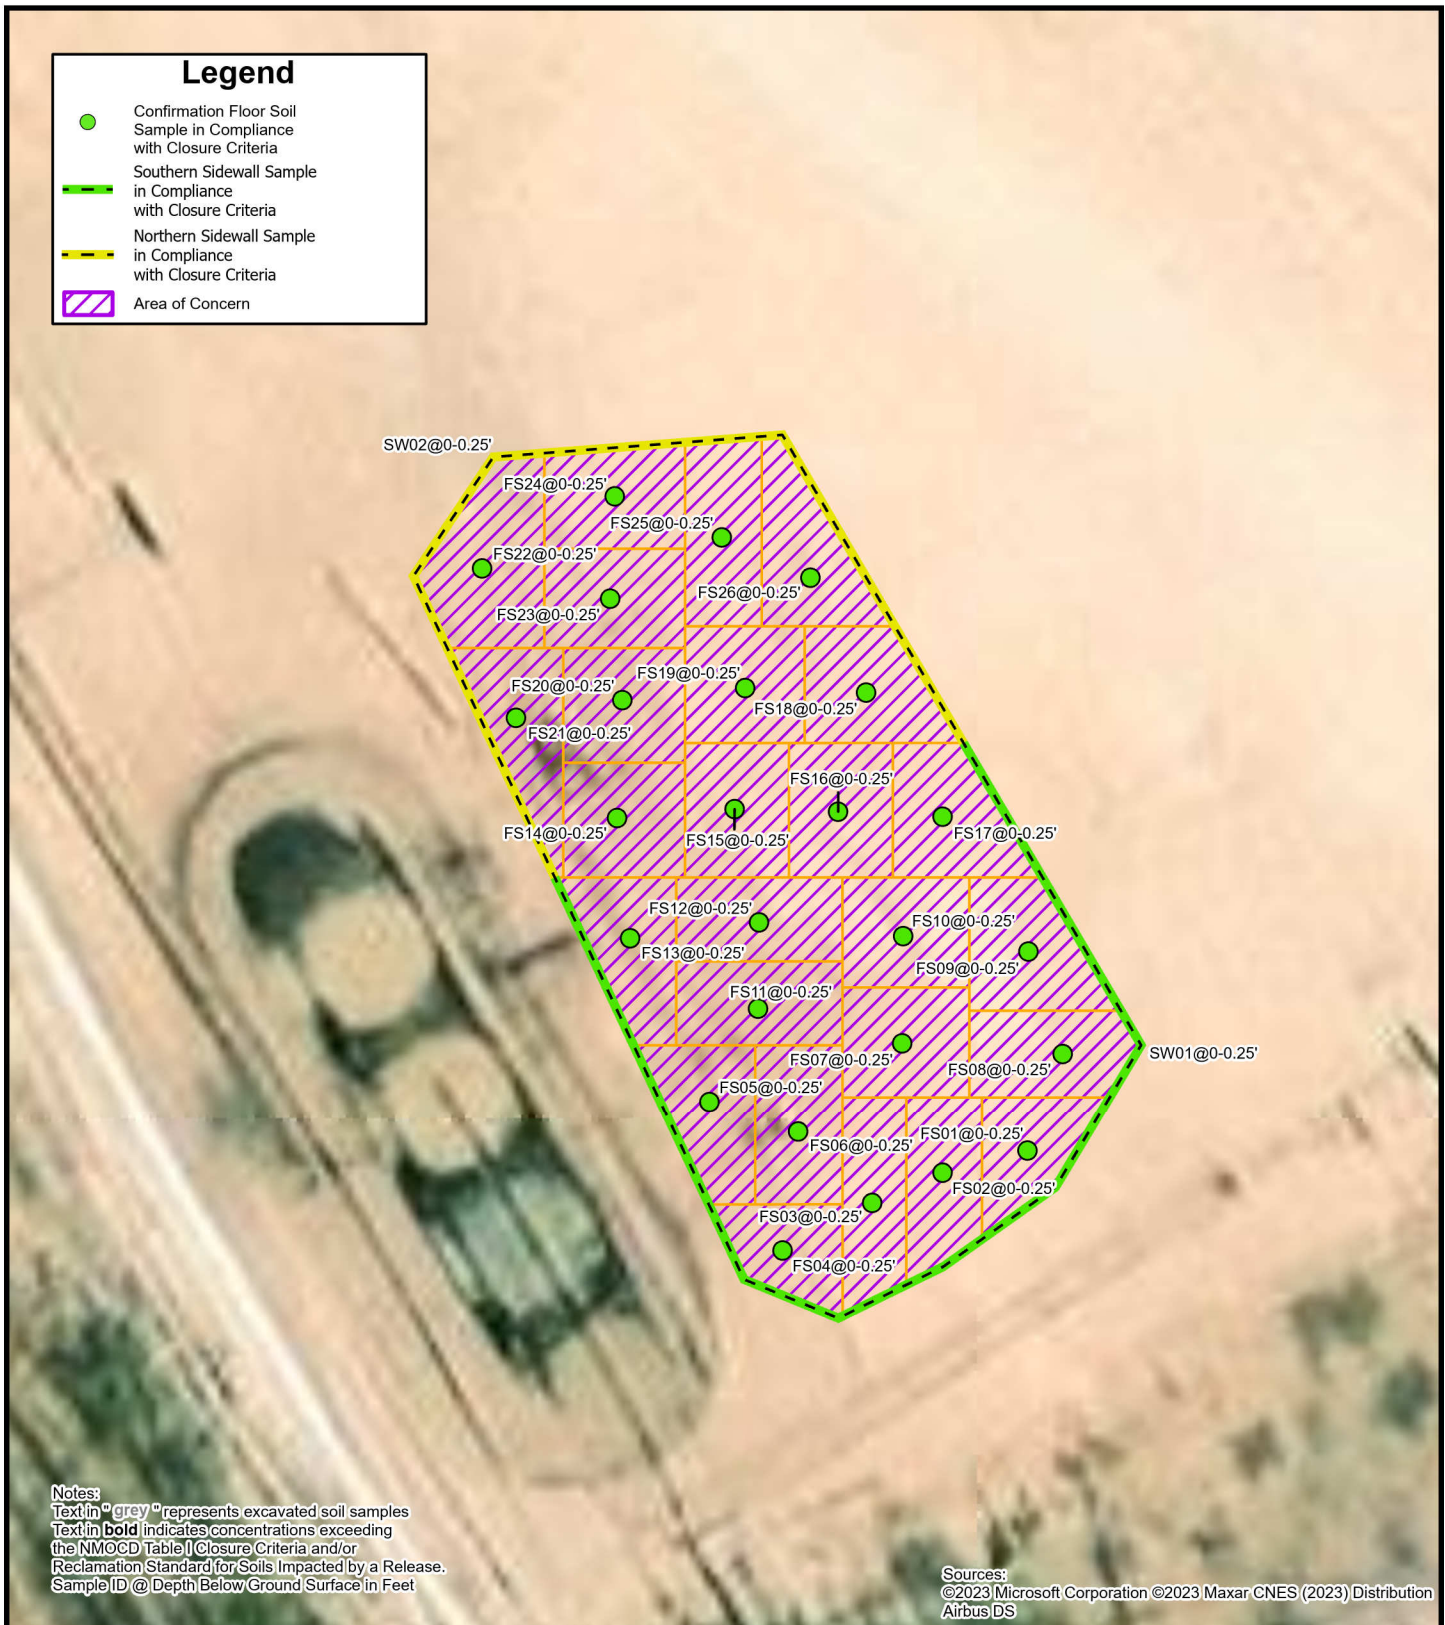 Legend
Confirmation Floor Soil
Sample in Compliance
with Closure Criteria
Southern Sidewall Sample
in Compliance
with Closure Criteria
Northern Sidewall Sample
in Compliance
with Closure Criteria
Area of Concern
SW02@0-0.25'
FS24@0-0.25'
FS25@0-0.25'
FS22@0-0.25'
FS26@0-0.25'
FS23@0-0.25'
FS19@0-0.25'
FS20@0-0.25'
FS18@0-0.25'
FS21@0-0.25'
FS16@0-0.25'
FS14@0-0.25'
FS17@0-0.25'
FS15@0-0.25'
FS12@0-0.25'
FS10@0-0.25'
FS13@0-0.25'
FS09@0-0.25'
FS11@0-0.25'
SW01@0-0.25'
FS07@0-0.25'
FS08@0-0.25'
FS05@0-0.25'
FS01@0-0.25'
FS06@0-0.25'
FS02@0-0.25'
FS03@0-0.25'
FS04@0-0.25'
Notes:
Text in " grey " represents excavated soil samples
Text in bold indicates concentrations exceeding
the NMOCD Table I Closure Criteria and/or
Reclamation Standard for Soils Impacted by a Release.
Sample ID @ Depth Below Ground Surface in Feet
Sources:
©2023 Microsoft Corporation ©2023 Maxar CNES (2023) Distribution
Airbus DS